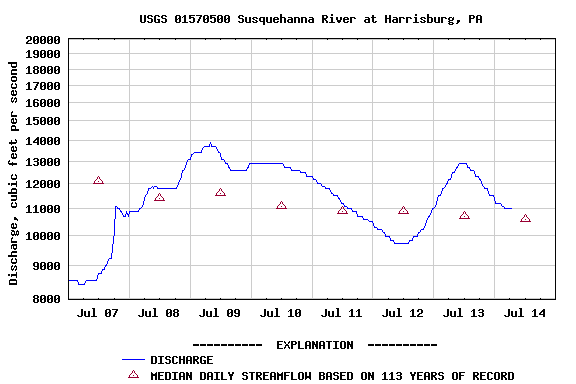 USGS 01570500 Susquehanna River at Harrisburg, PA
Discharge, cubic feet per second
20000
19000
18000
17000
16000
15000
14000
13000
12000
11000
10000
9000
8000
Jul 07 Jul 08 Jul 09 Jul 10 Jul 11 Jul 12 Jul 13 Jul 14
---------- EXPLANATION ----------
DISCHARGE
MEDIAN DAILY STREAMFLOW BASED ON 113 YEARS OF RECORD